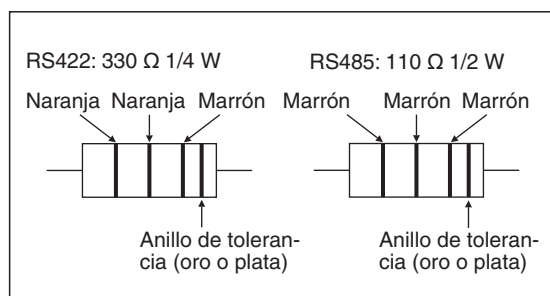 RS422: 330 Ω 1/4 W
Naranja Naranja Marrón
Anillo de toleran-
cia (oro o plata)
RS485: 110 Ω 1/2 W
Marrón Marrón Marrón
Anillo de toleran-
cia (oro o plata)